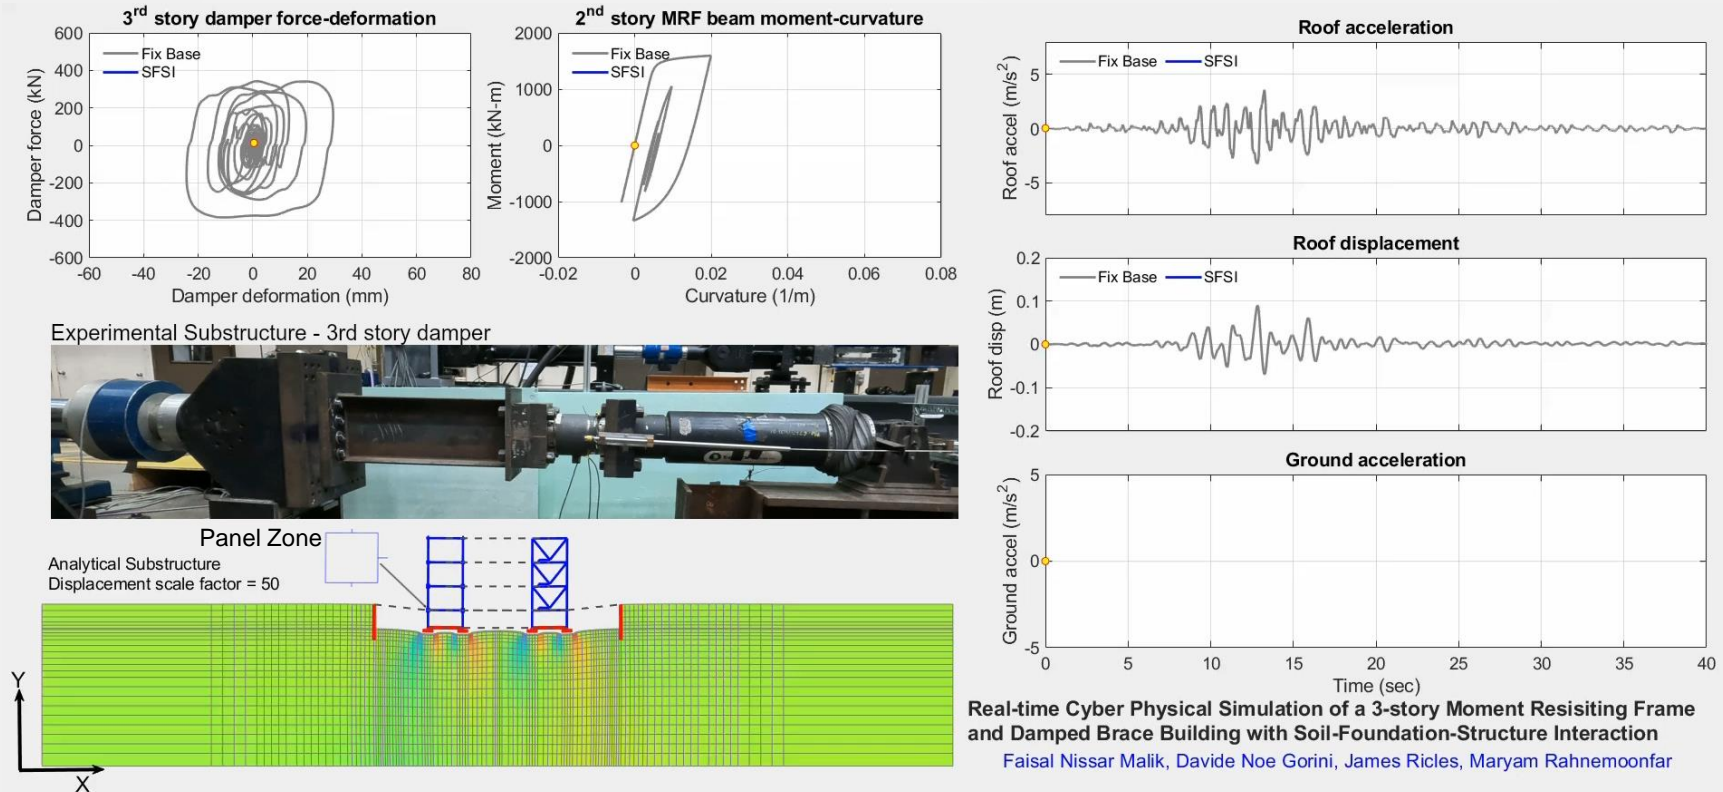 3rd story damper force-deformation
600
400
200
0
-200
-400
-600
-60 -40 -20 0 20 40 60 80
Damper force (kN)
Damper deformation (mm)
Fix Base
SFSI
2nd story MRF beam moment-curvature
2000
1000
0
-1000
-2000
-0.02 0 0.02 0.04 0.06 0.08
Moment (kN-m)
Curvature (1/m)
Fix Base
SFSI
Experimental Substructure - 3rd story damper
Panel Zone
Analytical Substructure
Displacement scale factor = 50
Y
X
Roof acceleration
5
0
-5
Roof accel (m/s2)
Fix Base SFSI
Roof displacement
0.2
0.1
0
-0.1
-0.2
Roof disp (m)
Fix Base SFSI
Ground acceleration
5
0
-5
Ground accel (m/s2)
0 5 10 15 20 25 30 35 40
Time (sec)
Real-time Cyber Physical Simulation of a 3-story Moment Resisiting Frame
and Damped Brace Building with Soil-Foundation-Structure Interaction
Faisal Nissar Malik, Davide Noe Gorini, James Ricles, Maryam Rahnemoonfar